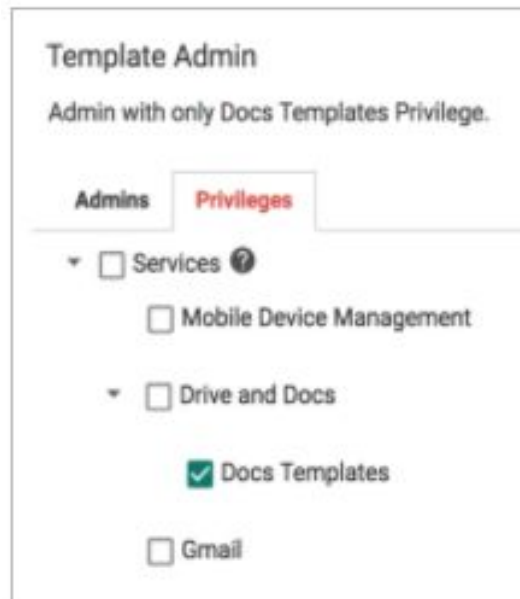 Template Admin
Admin with only Docs Templates Privilege.
Admins Privileges
Services ?
Mobile Device Management
Drive and Docs
Docs Templates
Gmail